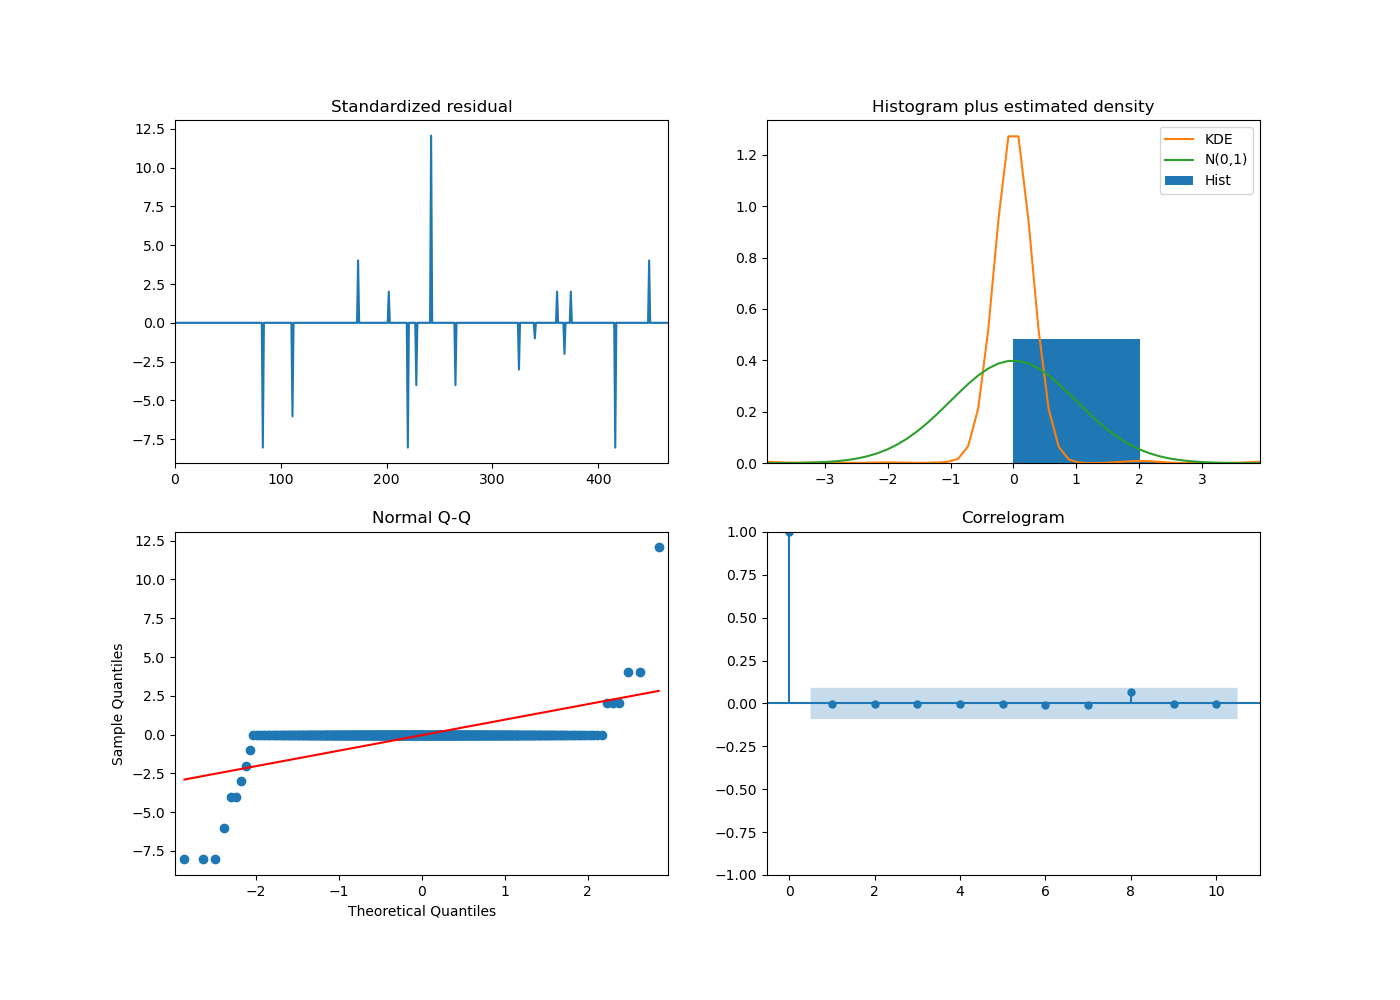 Standardized residual
12.5
10.0
7.5
5.0
2.5
0.0
−2.5
−5.0
−7.5
0 100 200 300 400
Histogram plus estimated density
KDE
N(0,1)
Hist
1.2
1.0
0.8
0.6
0.4
0.2
0.0
−3 −2 −1 0 1 2 3
Normal Q-Q
Sample Quantiles
12.5
10.0
7.5
5.0
2.5
0.0
−2.5
−5.0
−7.5
−2 −1 0 1 2
Theoretical Quantiles
Correlogram
1.00
0.75
0.50
0.25
0.00
−0.25
−0.50
−0.75
−1.00
0 2 4 6 8 10